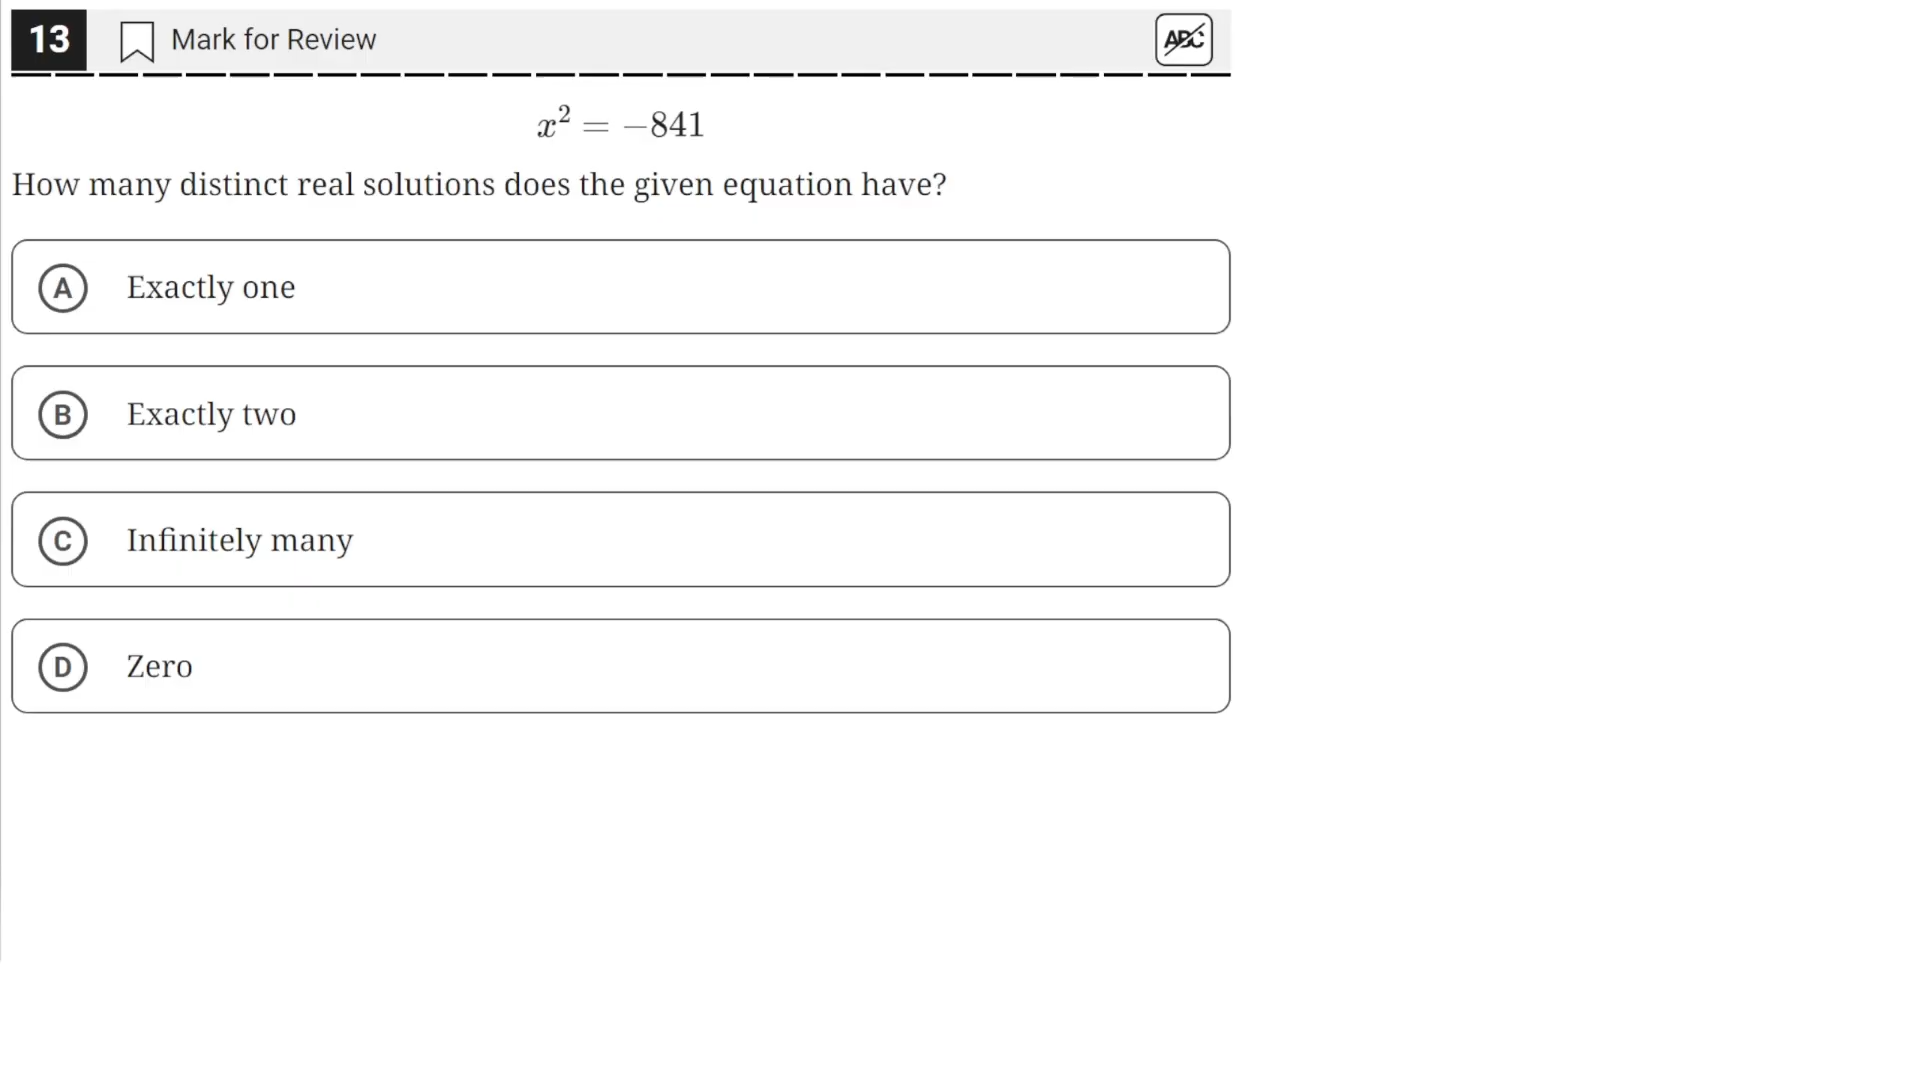 13 Mark for Review ABC
x² = −841
How many distinct real solutions does the given equation have?
A Exactly one
B Exactly two
C Infinitely many
D Zero